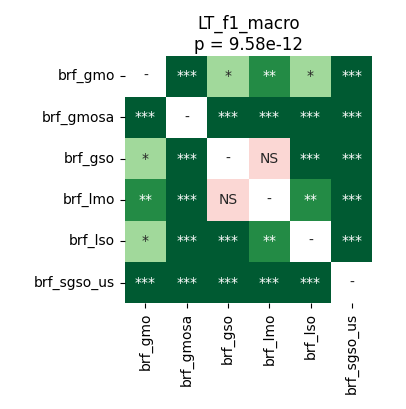 LT_f1_macro
p = 9.58e-12
brf_gmo - *** * ** * ***
brf_gmosa *** - *** *** *** ***
brf_gso * *** - NS *** ***
brf_lmo ** *** NS - ** ***
brf_lso * *** *** ** - ***
brf_sgso_us *** *** *** *** *** -
brf_gmo brf_gmosa brf_gso brf_lmo brf_lso brf_sgso_us